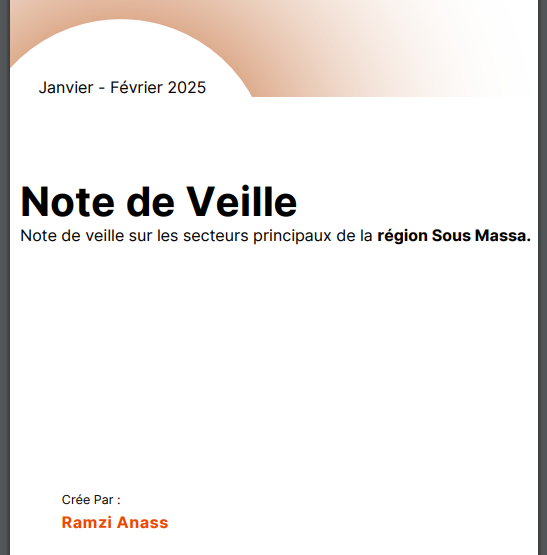 Janvier - Février 2025
Note de Veille
Note de veille sur les secteurs principaux de la région Sous Massa.
Crée Par :
Ramzi Anass